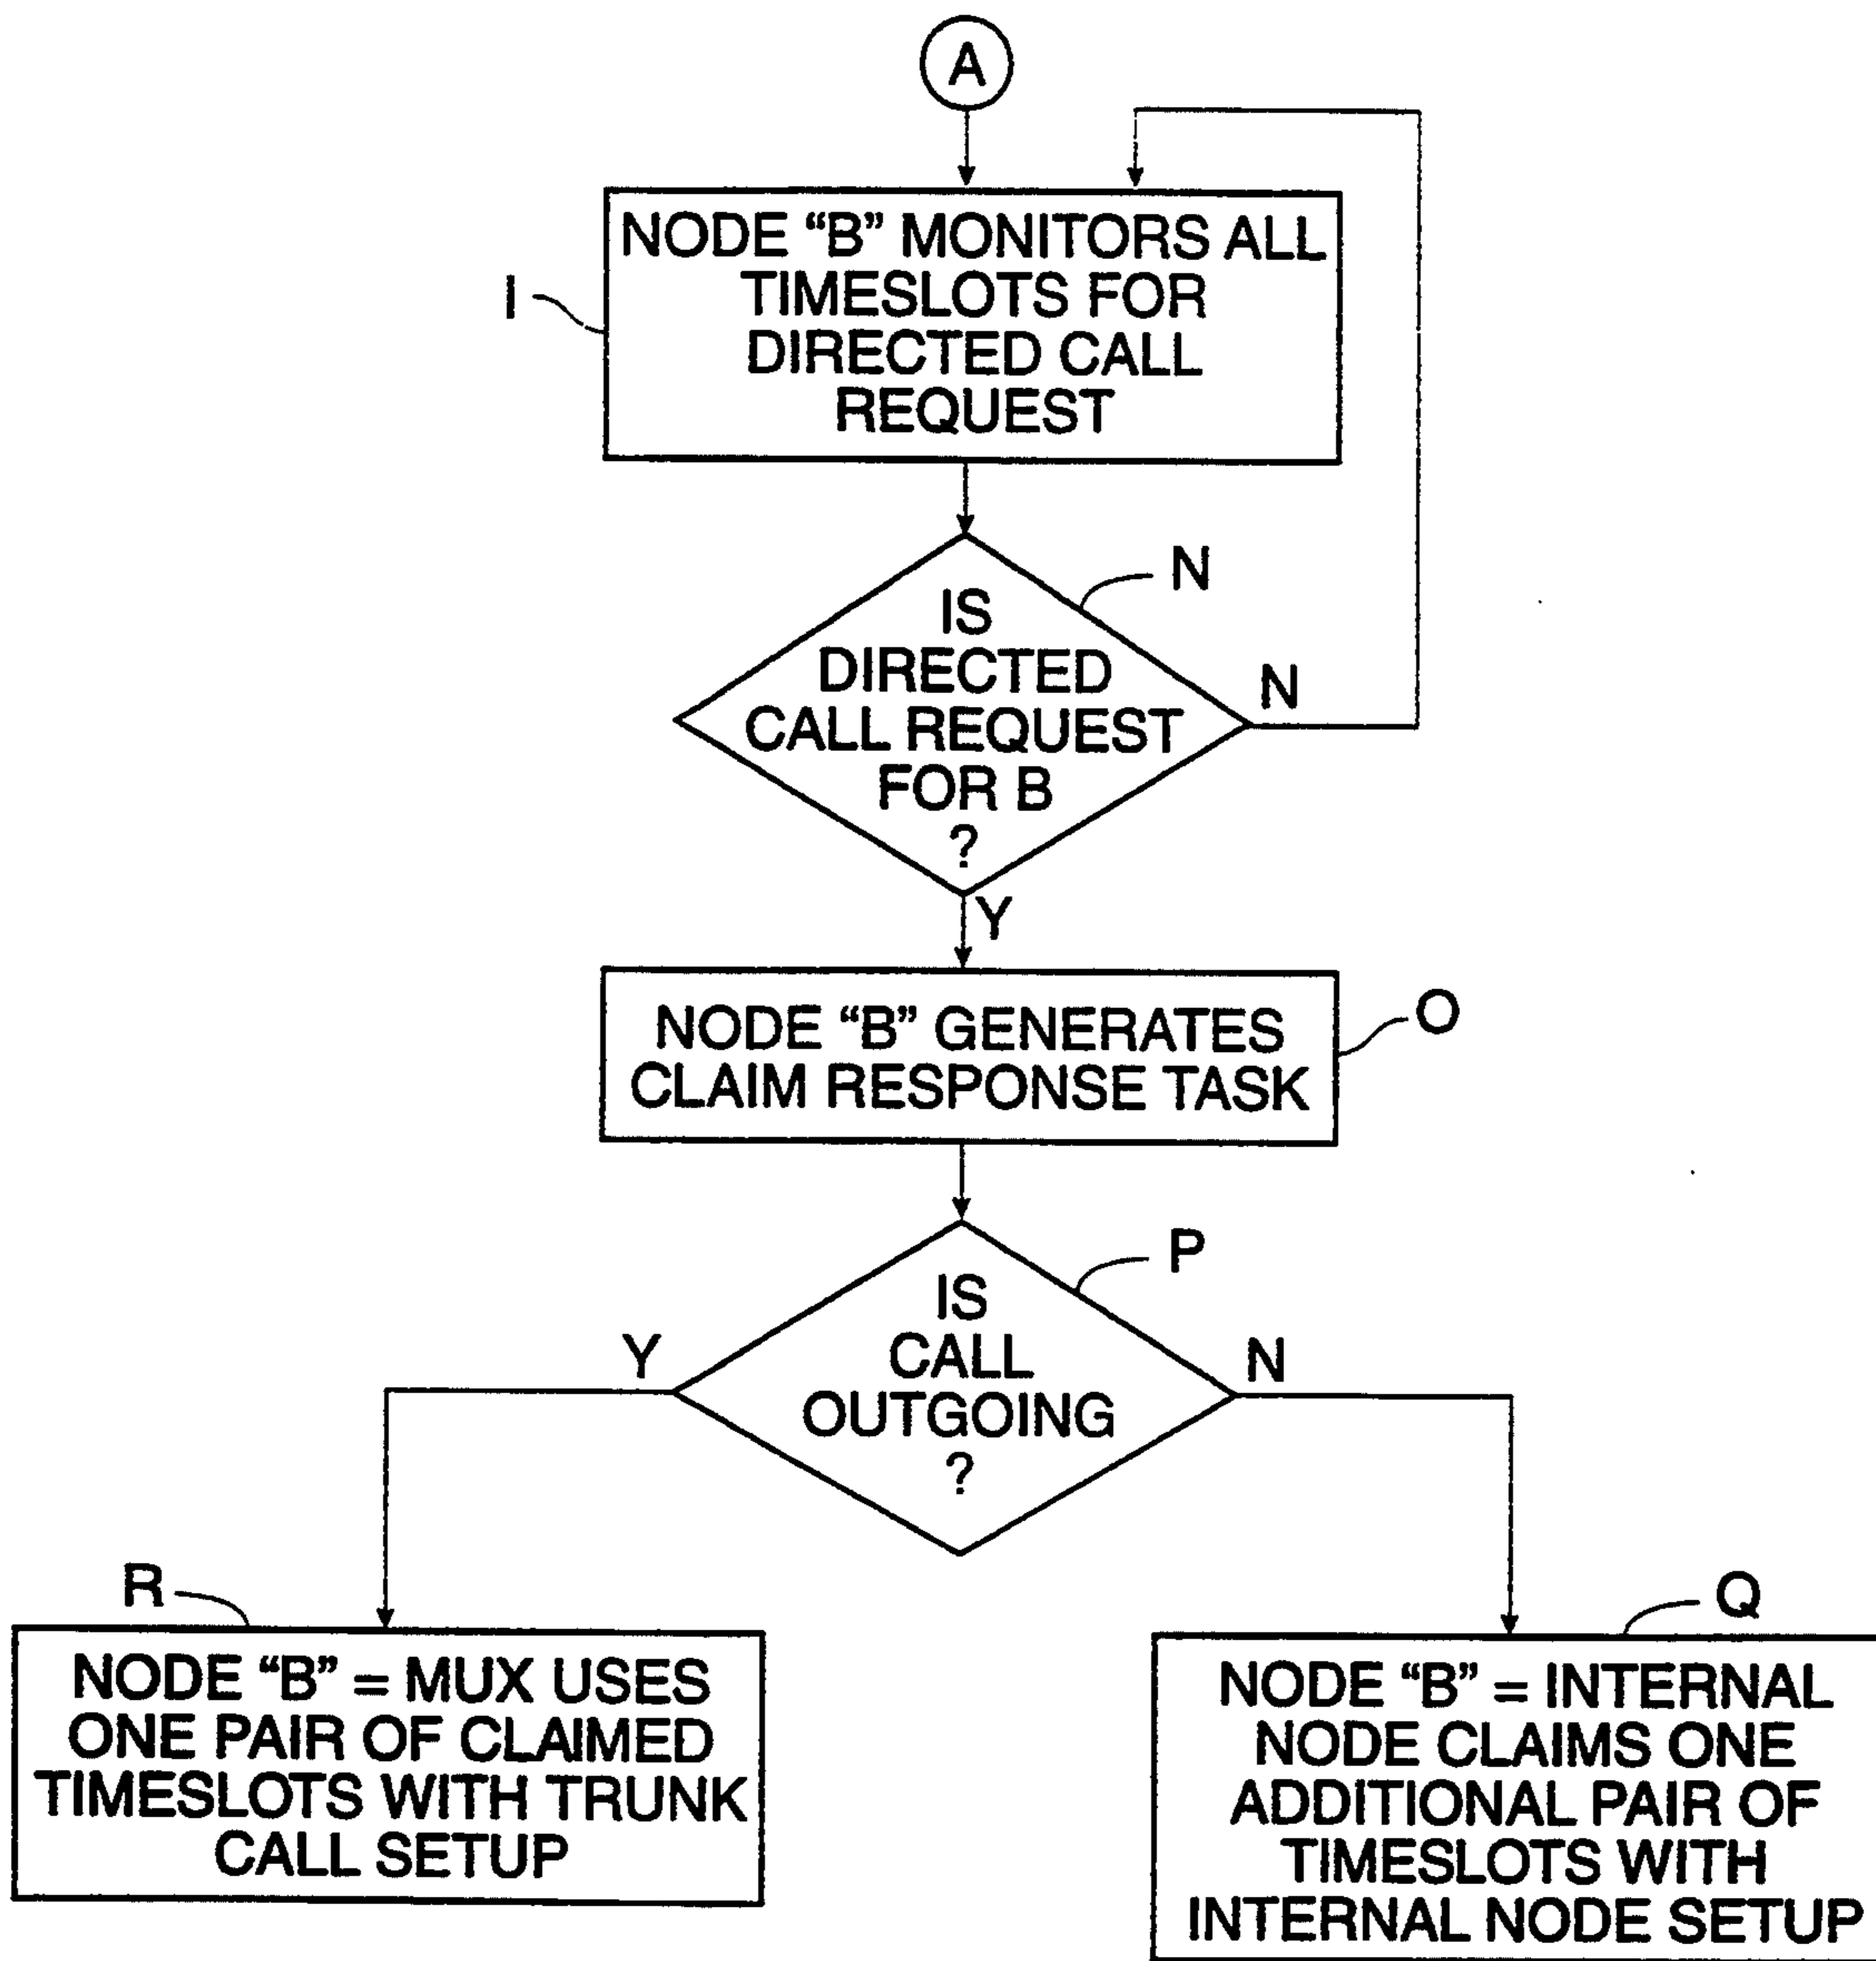 A
NODE “B” MONITORS ALL
TIMESLOTS FOR
DIRECTED CALL
REQUEST
I
N
IS
DIRECTED
CALL REQUEST
FOR B
?
N
Y
NODE “B” GENERATES
CLAIM RESPONSE TASK
O
P
IS
CALL
OUTGOING
?
Y
N
R
NODE “B” = MUX USES
ONE PAIR OF CLAIMED
TIMESLOTS WITH TRUNK
CALL SETUP
Q
NODE “B” = INTERNAL
NODE CLAIMS ONE
ADDITIONAL PAIR OF
TIMESLOTS WITH
INTERNAL NODE SETUP